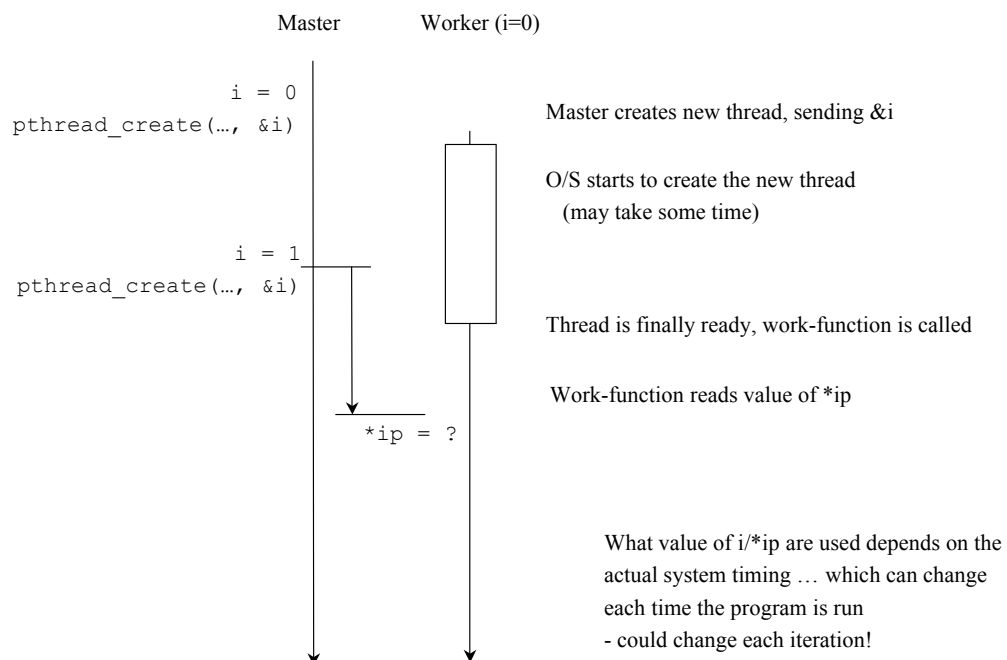 Master
Worker (i=0)
i = 0
pthread_create(…, &i)
Master creates new thread, sending &i
O/S starts to create the new thread
(may take some time)
i = 1
pthread_create(…, &i)
Thread is finally ready, work-function is called
Work-function reads value of *ip
*ip = ?
What value of i/*ip are used depends on the
actual system timing … which can change
each time the program is run
- could change each iteration!